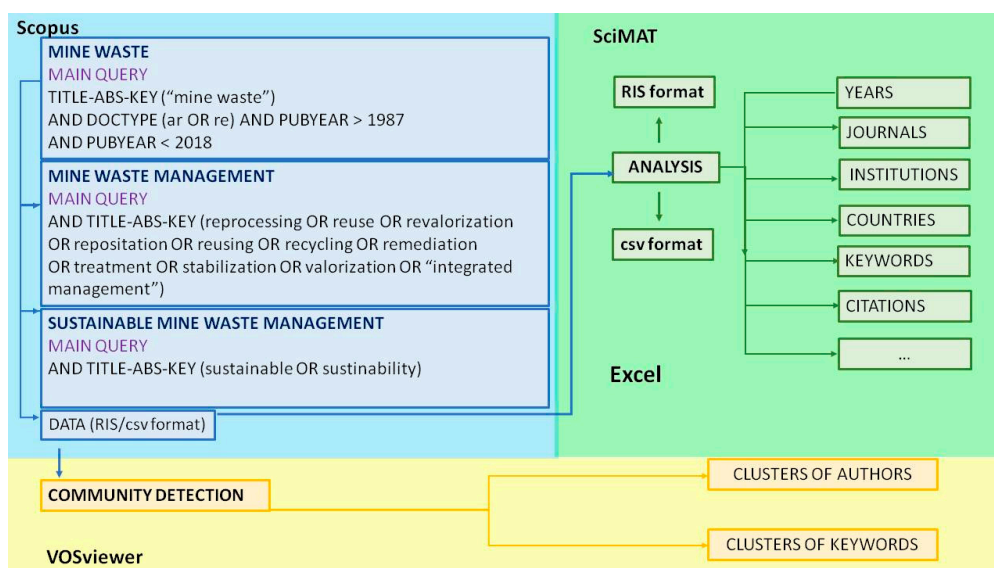 Scopus
MINE WASTE
MAIN QUERY
TITLE-ABS-KEY (“mine waste”)
AND DOCTYPE (ar OR re) AND PUBYEAR > 1987
AND PUBYEAR < 2018
MINE WASTE MANAGEMENT
MAIN QUERY
AND TITLE-ABS-KEY (reprocessing OR reuse OR revalorization
OR repositation OR reusing OR recycling OR remediation
OR treatment OR stabilization OR valorization OR “integrated
management”)
SUSTAINABLE MINE WASTE MANAGEMENT
MAIN QUERY
AND TITLE-ABS-KEY (sustainable OR sustinability)
DATA (RIS/csv format)
SciMAT
RIS format
ANALYSIS
csv format
YEARS
JOURNALS
INSTITUTIONS
COUNTRIES
KEYWORDS
CITATIONS
...
Excel
COMMUNITY DETECTION
CLUSTERS OF AUTHORS
CLUSTERS OF KEYWORDS
VOSviewer